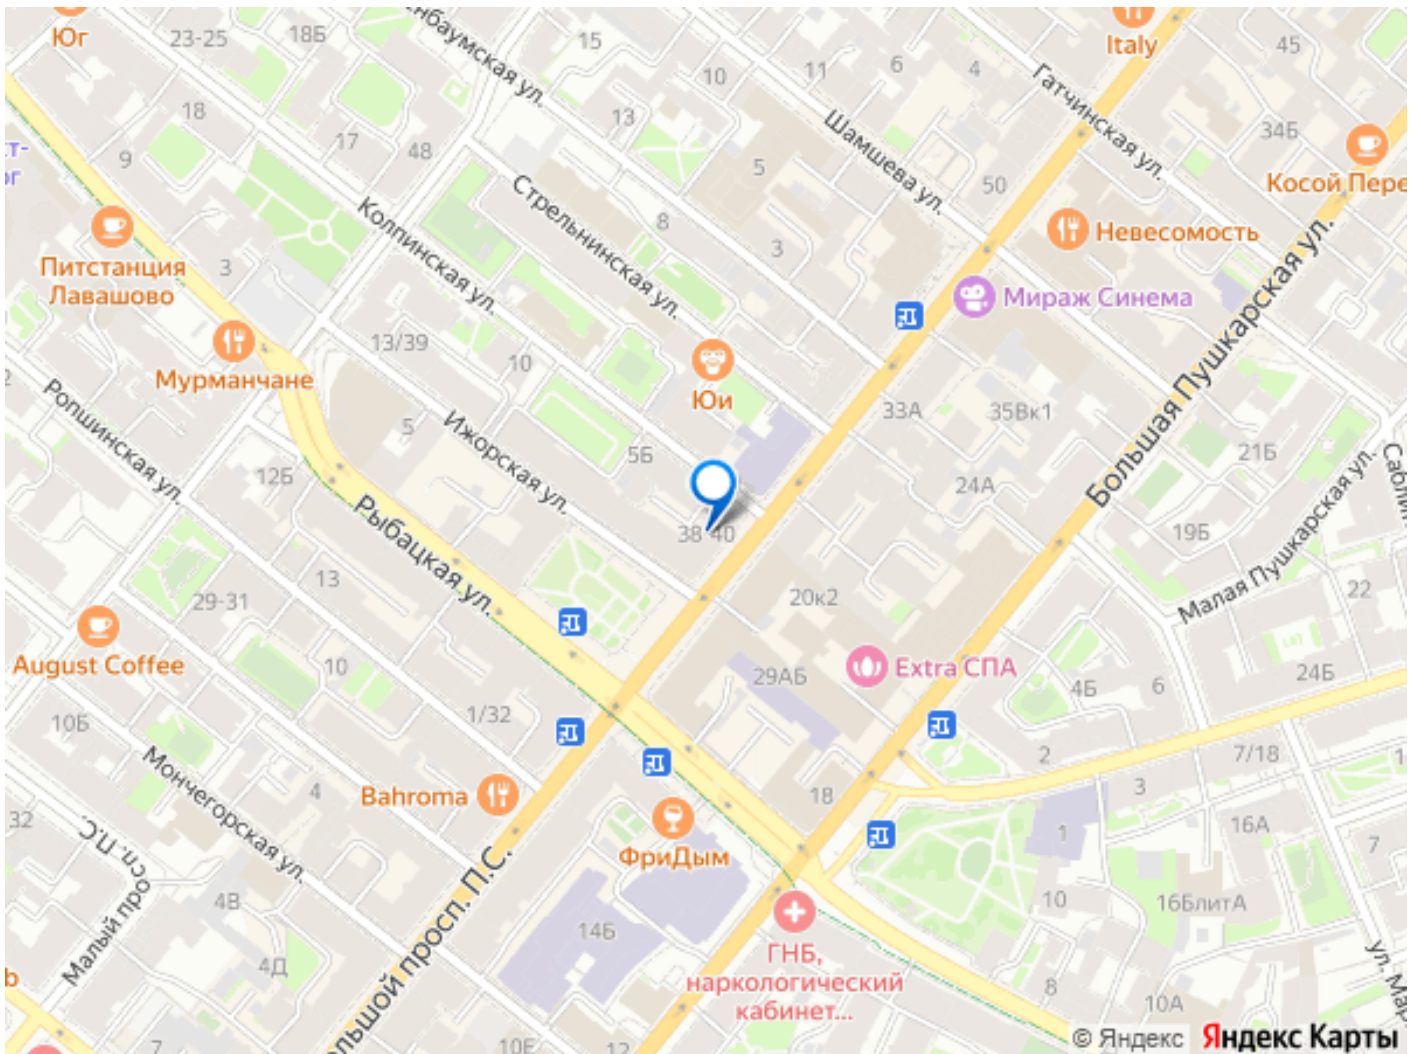 Юг
23-25
18Б
15
Italy
45
10
11
6
4
Гатчинская ул.
18
17
13
48
Шамшева ул.
34Б
9
5
50
Косой Пере
Колпинская ул.
Стрельнинская ул.
8
3
Невесомость
Питстанция
Лавашово
3
Мираж Синема
13/39
10
Мурманчане
Юи
33А
35Вк1
Большая Пушкарская ул.
Ропшинская ул.
5
Ижорская ул.
5Б
21Б
12Б
24А
Рыбацкая ул.
38-40
19Б
13
29-31
20к2
Малая Пушкарская ул.
22
August Coffee
10
29АБ
Extra СПА
4Б
6
24Б
10Б
1/32
2
7/18
Мончегорская ул.
4
Bahroma
18
3
32
16А
1
7
ФриДым
Малый просп. П.С.
4В
10
16БлитА
14Б
4Д
ГНБ,
наркологический
кабинет...
8
10А
7
10Е
12
© Яндекс Яндекс Карты